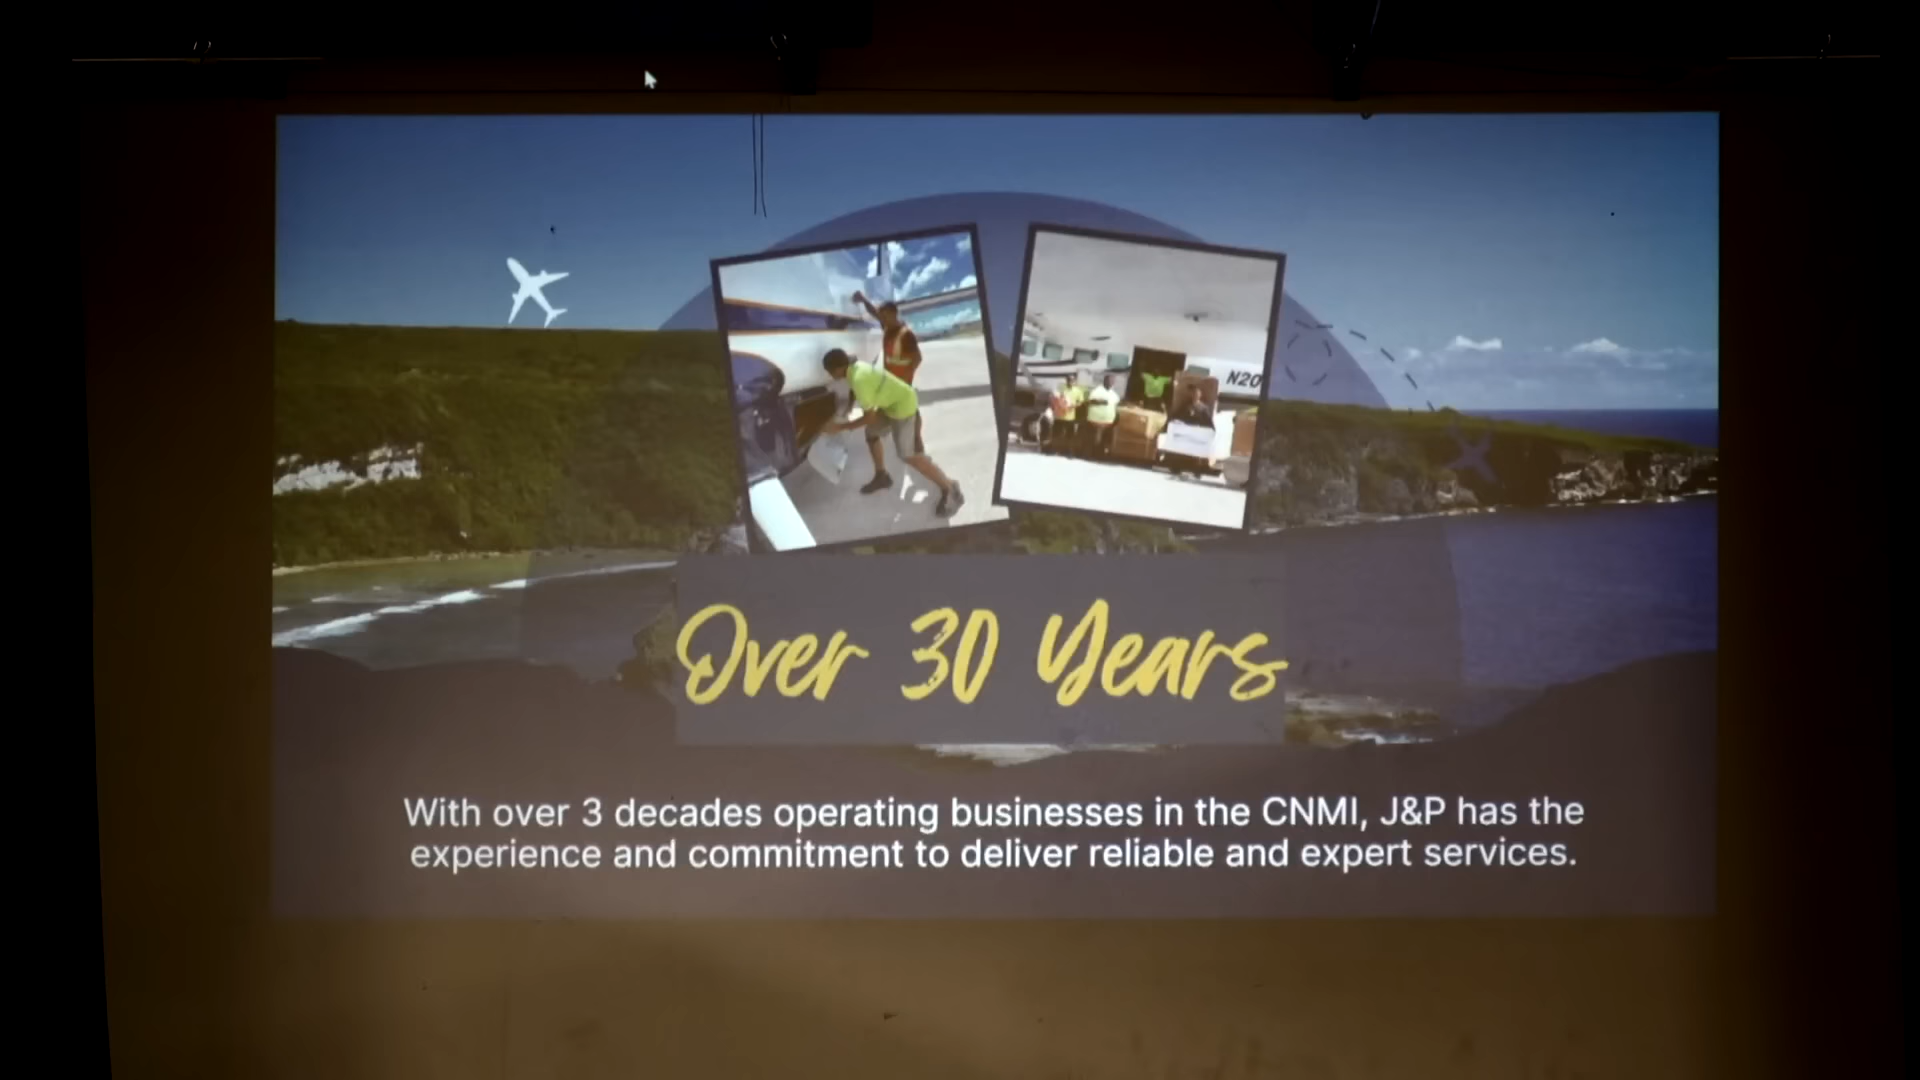 N20
Over 30 Years
With over 3 decades operating businesses in the CNMI, J&P has the
experience and commitment to deliver reliable and expert services.